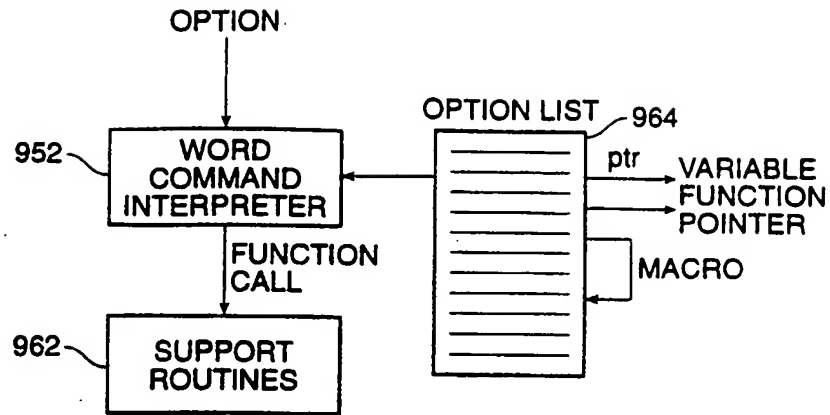 OPTION
952
WORD
COMMAND
INTERPRETER
FUNCTION
CALL
962
SUPPORT
ROUTINES
OPTION LIST
964
ptr
VARIABLE
FUNCTION
POINTER
MACRO